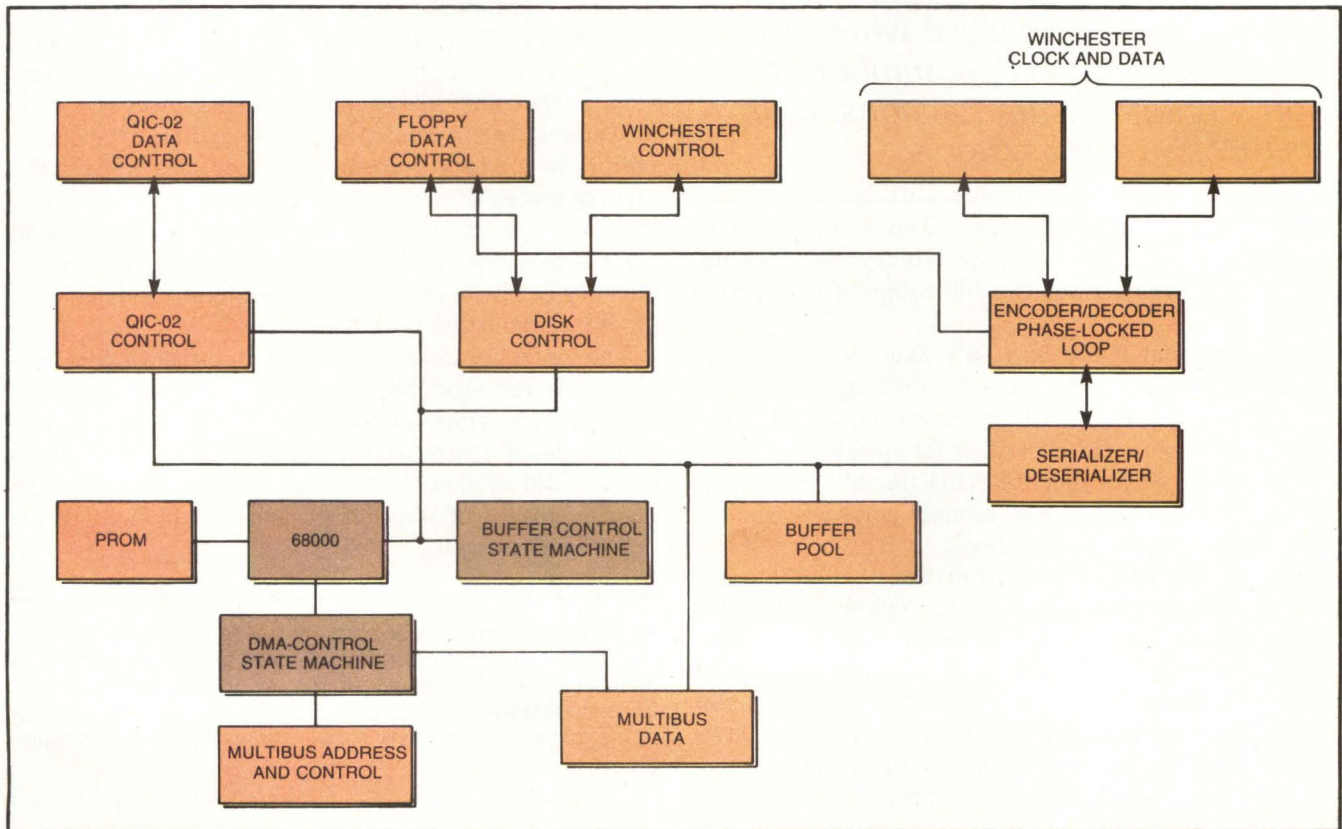 WINCHESTER
CLOCK AND DATA
QIC-02
DATA
CONTROL
FLOPPY
DATA
CONTROL
WINCHESTER
CONTROL
QIC-02
CONTROL
DISK
CONTROL
ENCODER/DECODER
PHASE-LOCKED
LOOP
SERIALIZER/
DESERIALIZER
PROM
68000
BUFFER CONTROL
STATE MACHINE
BUFFER
POOL
DMA-CONTROL
STATE MACHINE
MULTIBUS
DATA
MULTIBUS ADDRESS
AND CONTROL